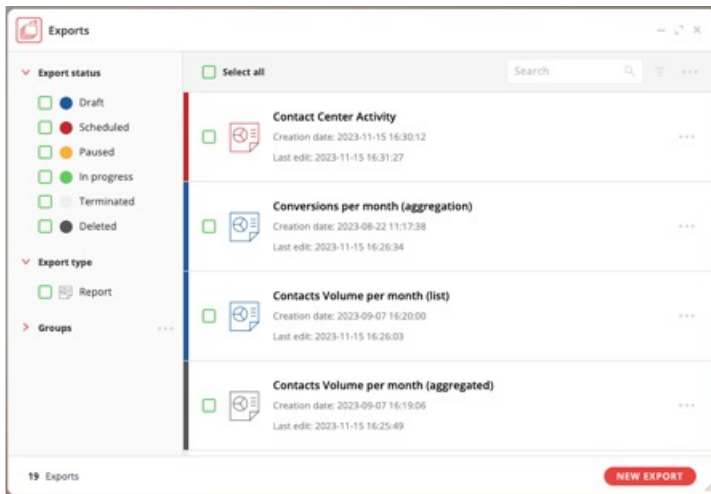 Exports
Export status
Draft
Scheduled
Paused
In progress
Terminated
Deleted
Export type
Report
Groups
Select all
Search
Contact Center Activity
Creation date: 2023-11-15 16:30:12
Last edit: 2023-11-15 16:31:27
Conversions per month (aggregation)
Creation date: 2023-08-22 11:17:38
Last edit: 2023-11-15 16:26:34
Contacts Volume per month (list)
Creation date: 2023-09-07 16:20:00
Last edit: 2023-11-15 16:26:03
Contacts Volume per month (aggregated)
Creation date: 2023-09-07 16:19:06
Last edit: 2023-11-15 16:25:49
19 Exports
NEW EXPORT